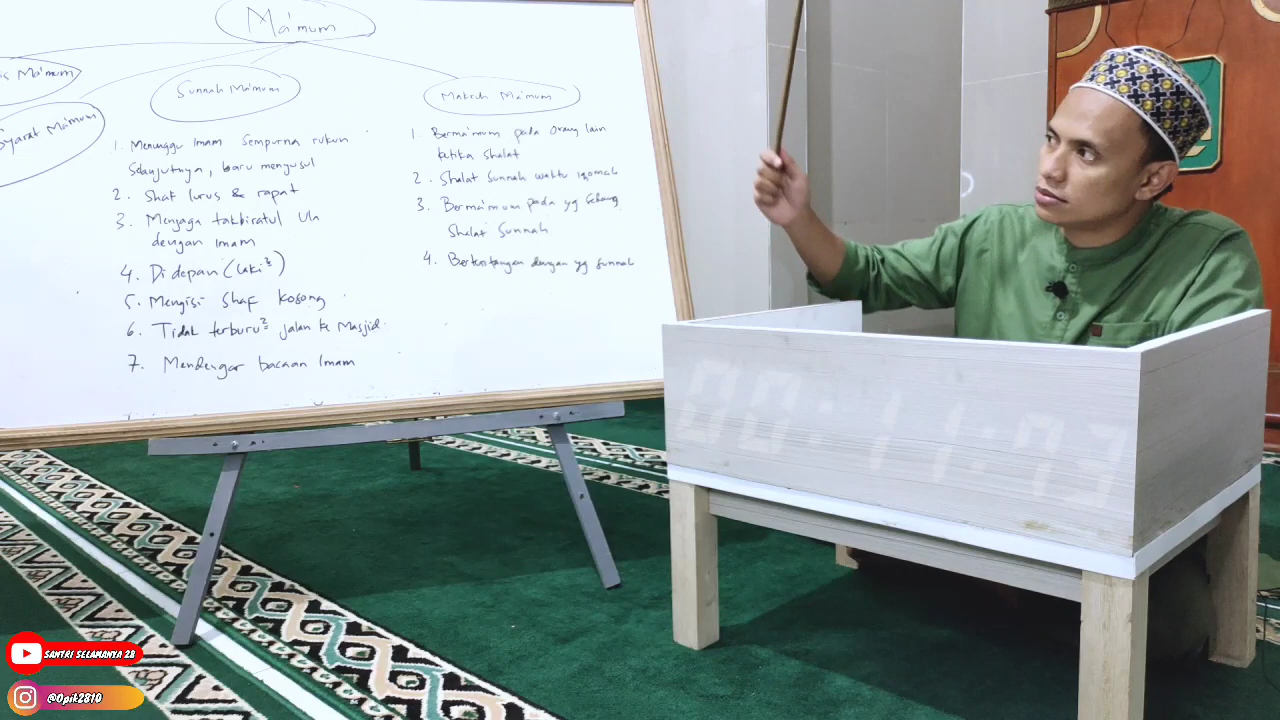 Ma'mum
Ma'mum
Syarat Ma'mum
Sunnah Ma'mum
1. Menunggu Imam Sempurna rukun
Selanjutnya, baru menyusul
2. Shaf lurus & rapat
3. Menjaga takbiratul Ula
dengan Imam
4. Di depan (laki²)
5. Mengisi Shaf Kosong
6. Tidak terburu² jalan ke Masjid
7. Mendengar bacaan Imam
Makruh Ma'mum
1. Berma'mum pada orang lain
ketika shalat
2. Shalat Sunnah waktu iqomah
3. Berma'mum pada yg sedang
Shalat Sunnah
4. Bertentangan dengan yg Sunnah
SANTRI SELAMANYA 28
@Opik2810